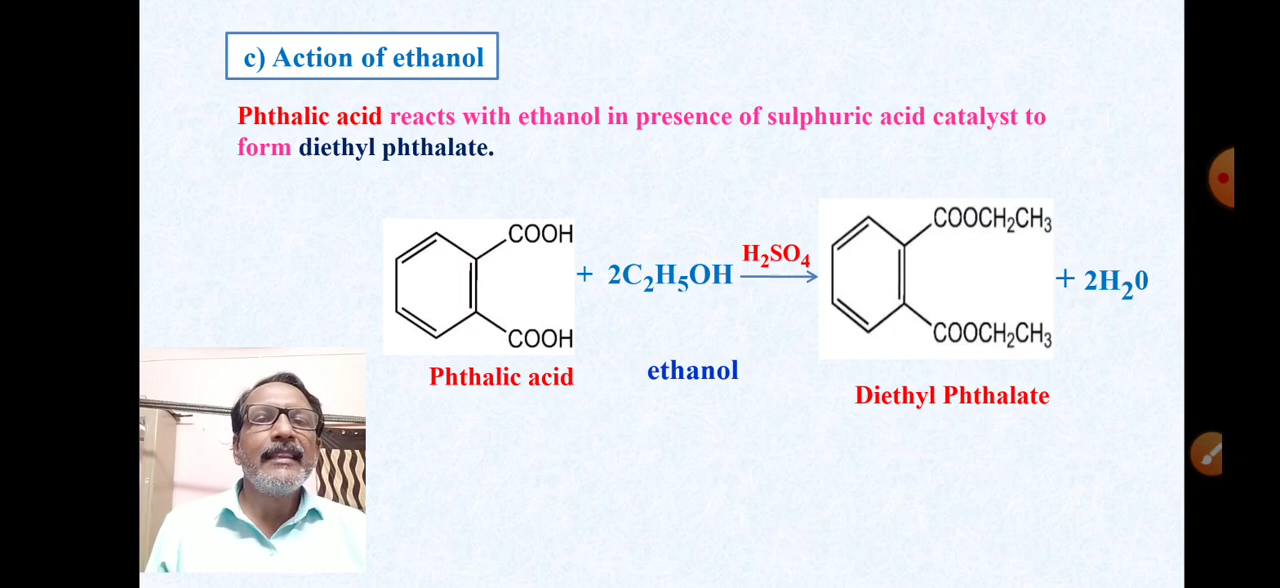 c) Action of ethanol
Phthalic acid reacts with ethanol in presence of sulphuric acid catalyst to
form diethyl phthalate.
COOH
COOH
+ 2C₂H₅OH
H₂SO₄
COOCH₂CH₃
COOCH₂CH₃
+ 2H₂0
Phthalic acid
ethanol
Diethyl Phthalate